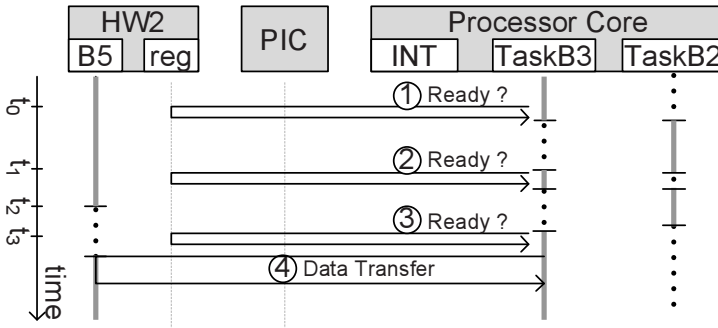 HW2 PIC Processor Core
B5 reg INT TaskB3 TaskB2
t0 ① Ready ?
t1 ② Ready ?
t2
t3 ③ Ready ?
④ Data Transfer
time